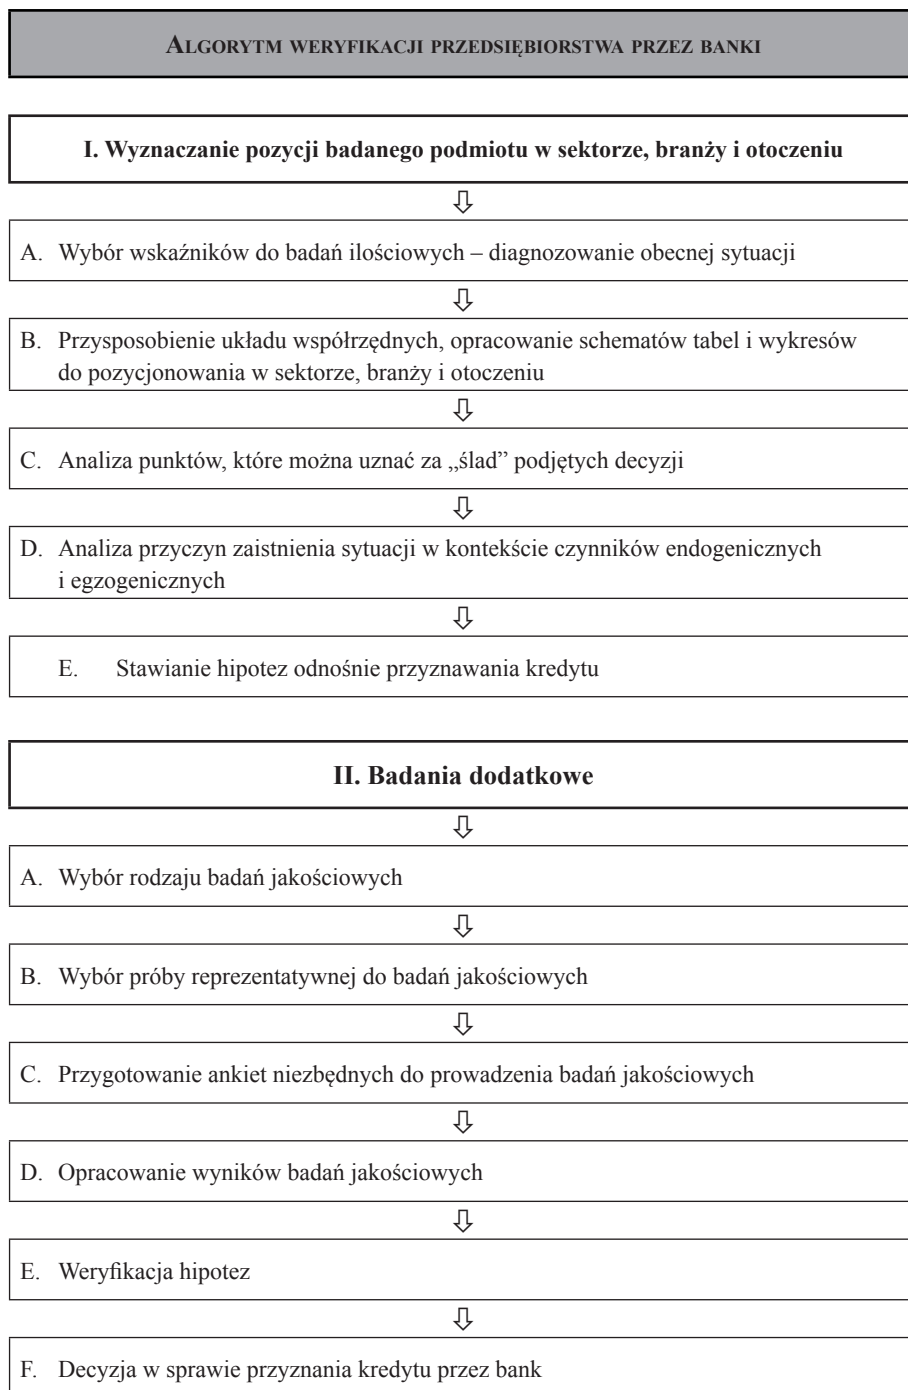 ALGORYTM WERYFIKACJI PRZEDSIĘBIORSTWA PRZEZ BANKI
I. Wyznaczanie pozycji badanego podmiotu w sektorze, branży i otoczeniu
A. Wybór wskaźników do badań ilościowych – diagnozowanie obecnej sytuacji
B. Przysposobienie układu współrzędnych, opracowanie schematów tabel i wykresów
do pozycjonowania w sektorze, branży i otoczeniu
C. Analiza punktów, które można uznać za „ślad” podjętych decyzji
D. Analiza przyczyn zaistnienia sytuacji w kontekście czynników endogenicznych
i egzogenicznych
E. Stawianie hipotez odnośnie przyznawania kredytu
II. Badania dodatkowe
A. Wybór rodzaju badań jakościowych
B. Wybór próby reprezentatywnej do badań jakościowych
C. Przygotowanie ankiet niezbędnych do prowadzenia badań jakościowych
D. Opracowanie wyników badań jakościowych
E. Weryfikacja hipotez
F. Decyzja w sprawie przyznania kredytu przez bank